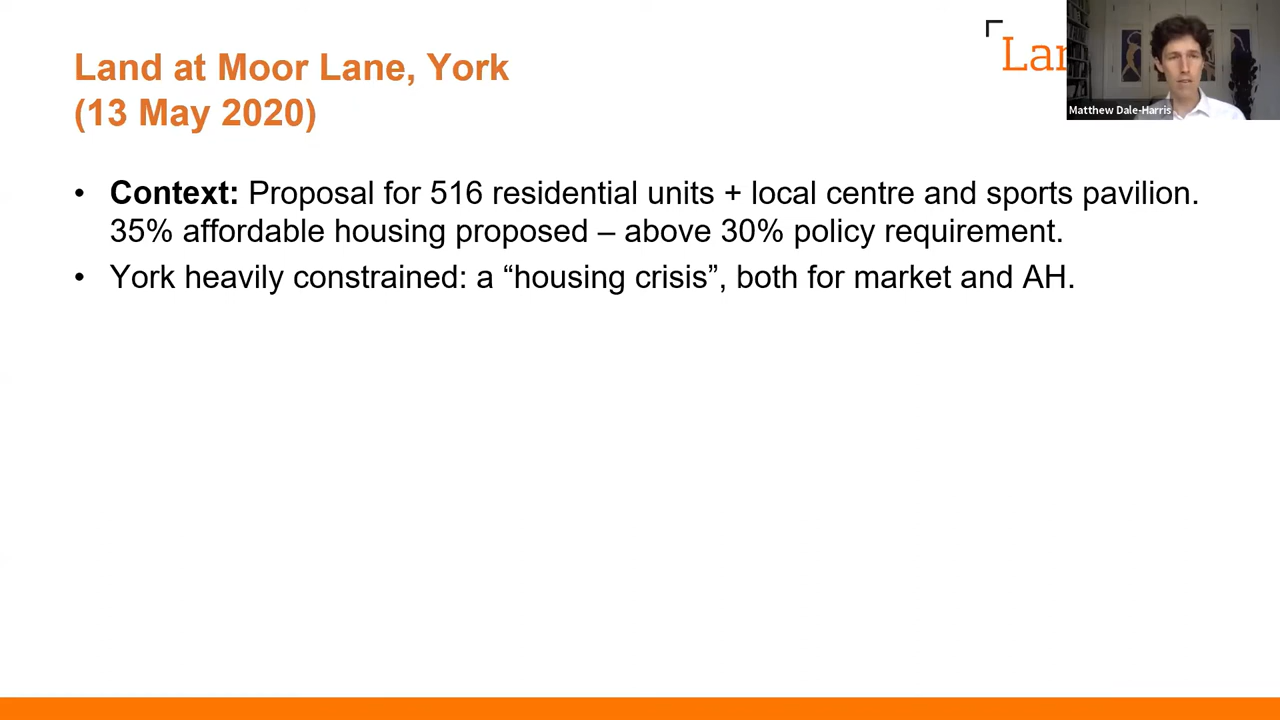 Land at Moor Lane, York
(13 May 2020)
Lan
Matthew Dale-Harris
• Context: Proposal for 516 residential units + local centre and sports pavilion.
35% affordable housing proposed – above 30% policy requirement.
• York heavily constrained: a “housing crisis”, both for market and AH.